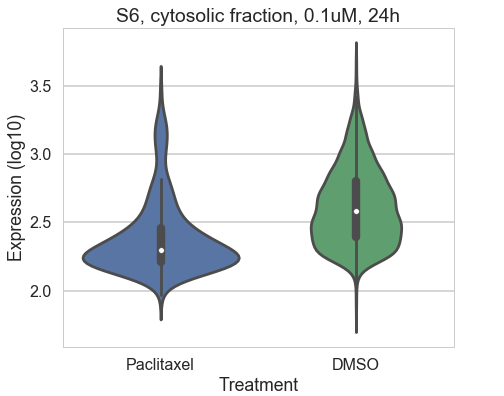 S6, cytosolic fraction, 0.1uM, 24h
Expression (log10)
3.5
3.0
2.5
2.0
Paclitaxel
DMSO
Treatment